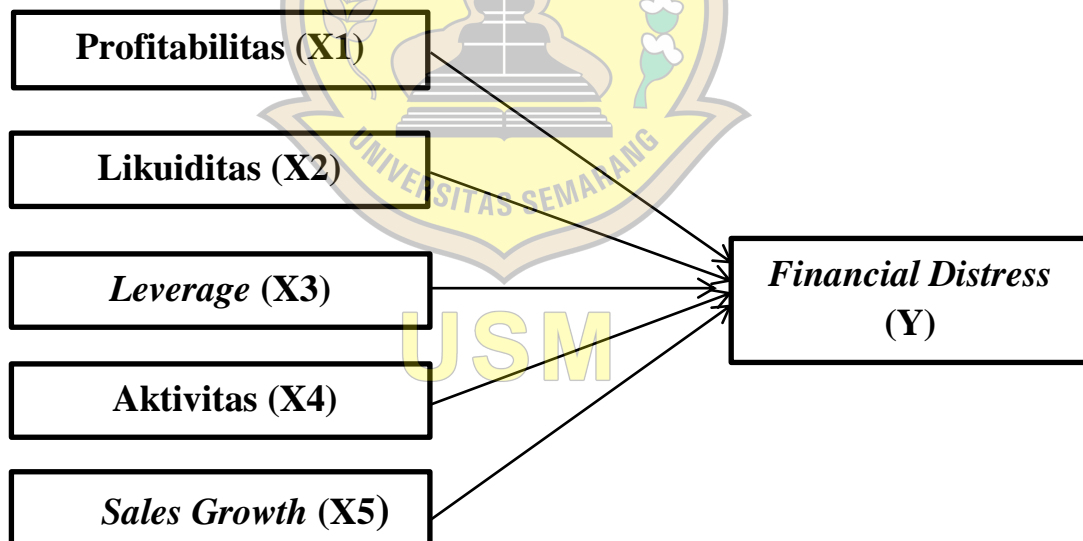 Profitabilitas (X1)
Likuiditas (X2)
UNIVERSITAS SEMARANG
Leverage (X3)
Financial Distress
(Y)
USM
Aktivitas (X4)
Sales Growth (X5)